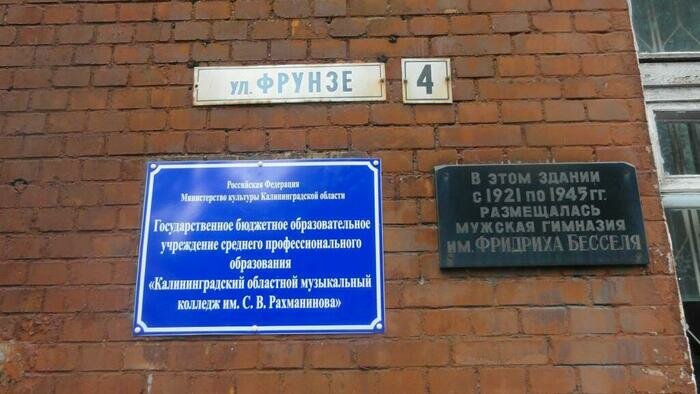 ул. ФРУНЗЕ
4
Российская Федерация
Министерство культуры Калининградской области
Государственное бюджетное образовательное
учреждение среднего профессионального
образования
«Калининградский областной музыкальный
колледж им. С. В. Рахманинова»
В ЭТОМ ЗДАНИИ
с 1921 по 1945 гг.
РАЗМЕЩАЛАСЬ
МУЖСКАЯ ГИМНАЗИЯ
ИМ. ФРИДРИХА БЕССЕЛЯ